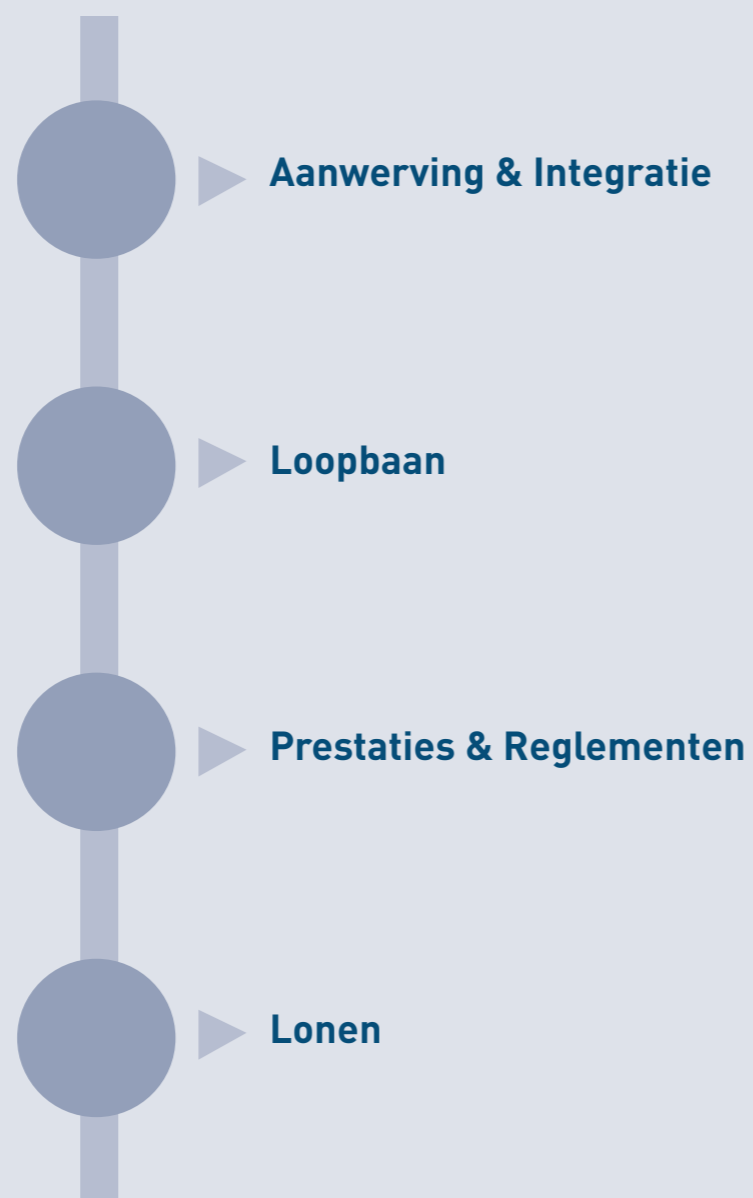 Aanwerving & Integratie
Loopbaan
Prestaties & Reglementen
Lonen